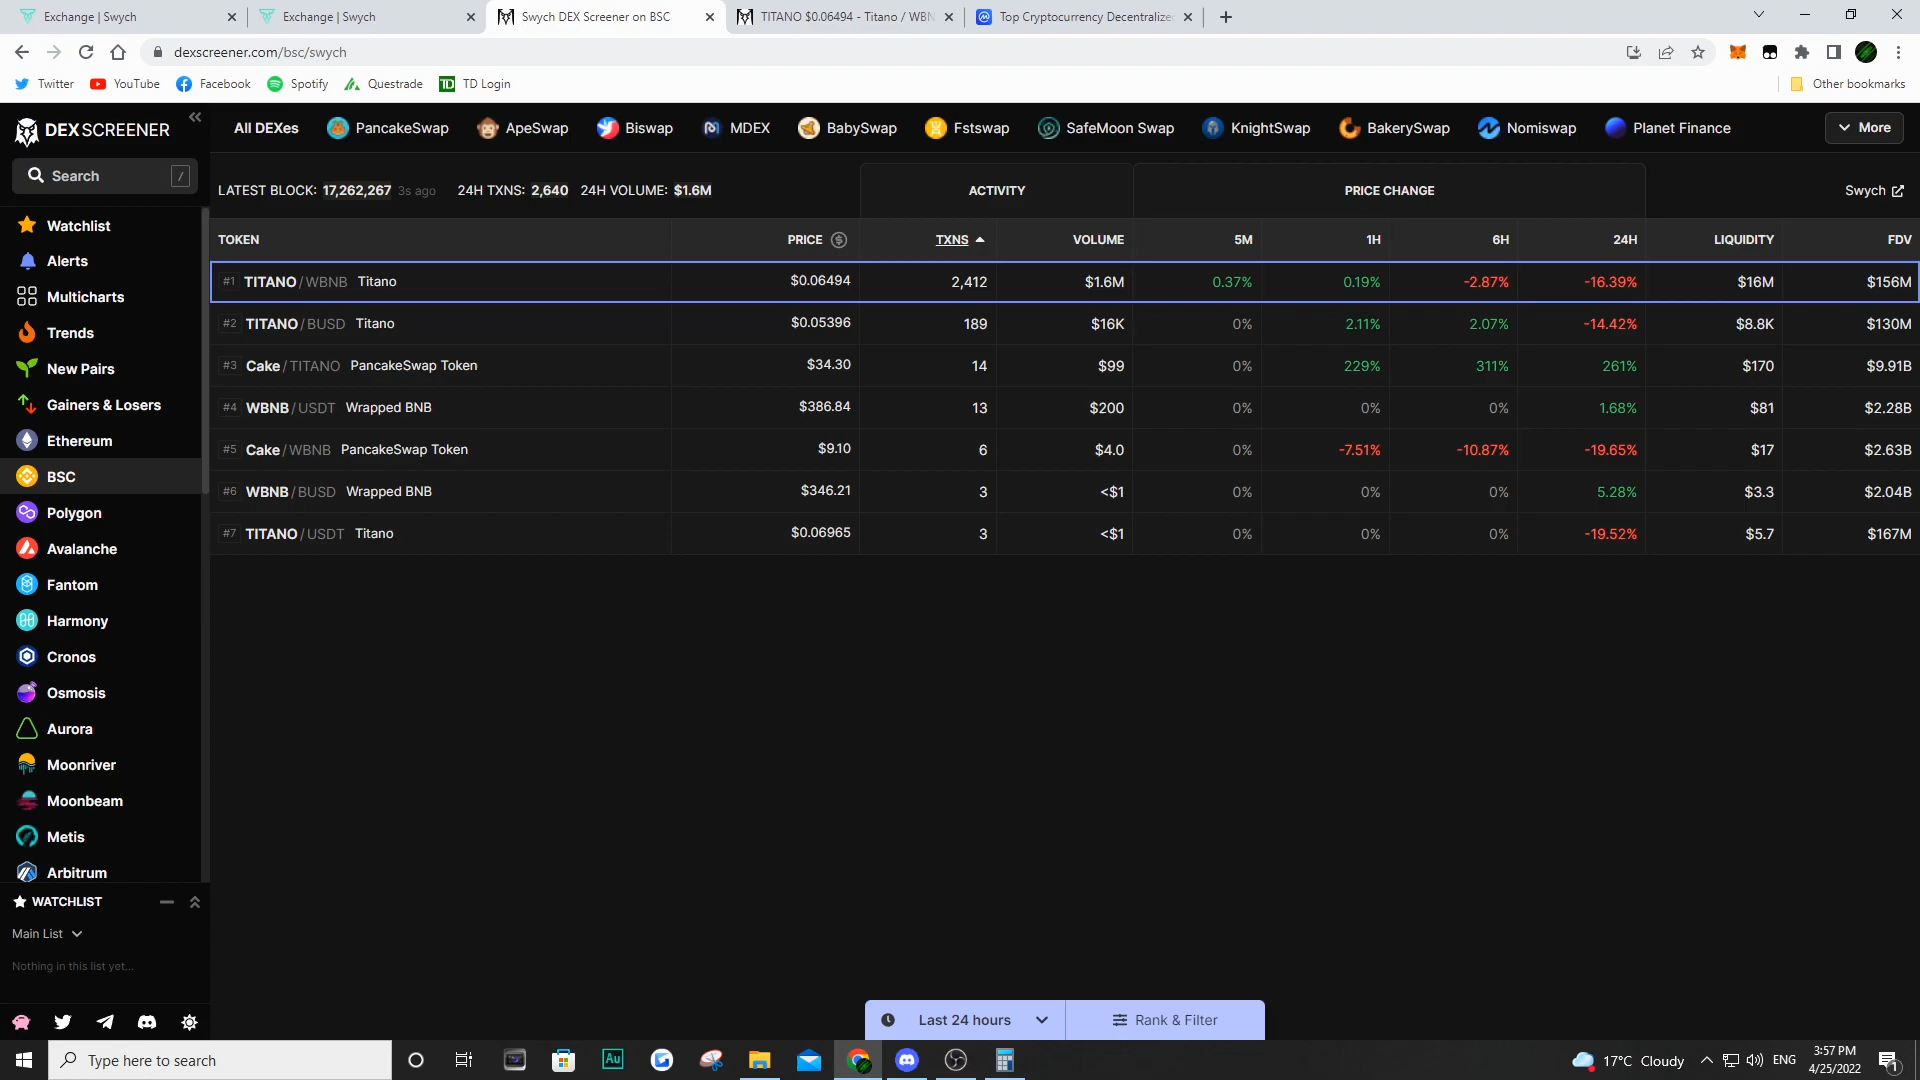 Exchange | Swych
Exchange | Swych
Swych DEX Screener on BSC
TITANO $0.06494 - Titano / WBN
Top Cryptocurrency Decentralize
dexscreener.com/bsc/swych
Twitter
YouTube
Facebook
Spotify
Questrade
TD Login
Other bookmarks
DEX SCREENER
Search /
All DEXes
PancakeSwap
ApeSwap
Biswap
MDEX
BabySwap
Fstswap
SafeMoon Swap
KnightSwap
BakerySwap
Nomiswap
Planet Finance
More
LATEST BLOCK: 17,262,267 3s ago 24H TXNS: 2,640 24H VOLUME: $1.6M
ACTIVITY
PRICE CHANGE
Swych
TOKEN PRICE TXNS VOLUME 5M 1H 6H 24H LIQUIDITY FDV
#1 TITANO/WBNB Titano $0.06494 2,412 $1.6M 0.37% 0.19% -2.87% -16.39% $16M $156M
#2 TITANO/BUSD Titano $0.05396 189 $16K 0% 2.11% 2.07% -14.42% $8.8K $130M
#3 Cake/TITANO PancakeSwap Token $34.30 14 $99 0% 229% 311% 261% $170 $9.91B
#4 WBNB/USDT Wrapped BNB $386.84 13 $200 0% 0% 0% 1.68% $81 $2.28B
#5 Cake/WBNB PancakeSwap Token $9.10 6 $4.0 0% -7.51% -10.87% -19.65% $17 $2.63B
#6 WBNB/BUSD Wrapped BNB $346.21 3 <$1 0% 0% 0% 5.28% $3.3 $2.04B
#7 TITANO/USDT Titano $0.06965 3 <$1 0% 0% 0% -19.52% $5.7 $167M
Watchlist
Alerts
Multicharts
Trends
New Pairs
Gainers & Losers
Ethereum
BSC
Polygon
Avalanche
Fantom
Harmony
Cronos
Osmosis
Aurora
Moonriver
Moonbeam
Metis
Arbitrum
WATCHLIST
Main List
Nothing in this list yet...
Last 24 hours
Rank & Filter
Type here to search
Au
17°C Cloudy
ENG
3:57 PM
4/25/2022
1